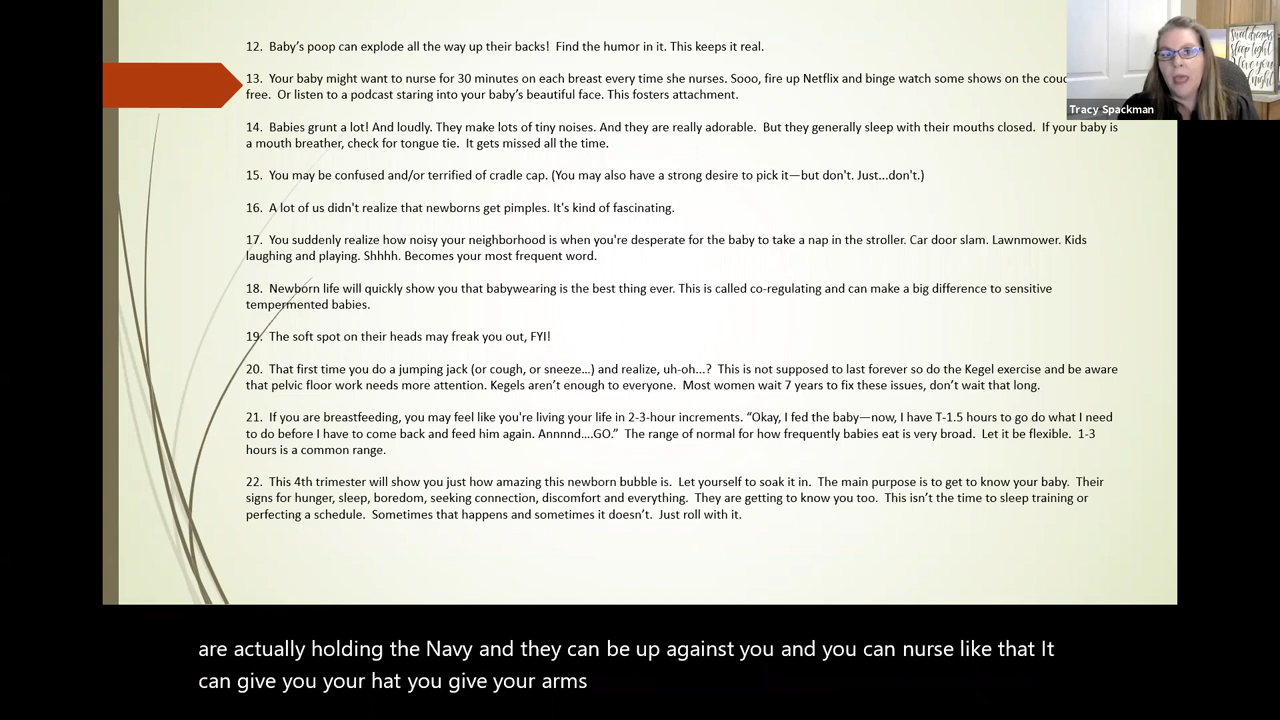 12.  Baby's poop can explode all the way up their backs!  Find the humor in it. This keeps it real.
13.  Your baby might want to nurse for 30 minutes on each breast every time she nurses. Sooo, fire up Netflix and binge watch some shows on the
free.  Or listen to a podcast staring into your baby's beautiful face. This fosters attachment.
14.  Babies grunt a lot! And loudly. They make lots of tiny noises. And they are really adorable.  But they generally sleep with their mouths closed.  If your baby is
a mouth breather, check for tongue tie.  It gets missed all the time.
15.  You may be confused and/or terrified of cradle cap. (You may also have a strong desire to pick it—but don't. Just...don't.)
16.  A lot of us didn't realize that newborns get pimples. It's kind of fascinating.
17.  You suddenly realize how noisy your neighborhood is when you're desperate for the baby to take a nap in the stroller. Car door slam. Lawnmower. Kids
laughing and playing. Shhhh. Becomes your most frequent word.
18.  Newborn life will quickly show you that babywearing is the best thing ever. This is called co-regulating and can make a big difference to sensitive
tempermented babies.
19.  The soft spot on their heads may freak you out, FYI!
20.  That first time you do a jumping jack (or cough, or sneeze...) and realize, uh-oh...?  This is not supposed to last forever so do the Kegel exercise and be aware
that pelvic floor work needs more attention. Kegels aren't enough to everyone.  Most women wait 7 years to fix these issues, don't wait that long.
21.  If you are breastfeeding, you may feel like you're living your life in 2-3-hour increments. "Okay, I fed the baby—now, I have T-1.5 hours to go do what I need
to do before I have to come back and feed him again. Annnnd....GO."  The range of normal for how frequently babies eat is very broad.  Let it be flexible.  1-3
hours is a common range.
22.  This 4th trimester will show you just how amazing this newborn bubble is.  Let yourself to soak it in.  The main purpose is to get to know your baby.  Their
signs for hunger, sleep, boredom, seeking connection, discomfort and everything.  They are getting to know you too.  This isn't the time to sleep training or
perfecting a schedule.  Sometimes that happens and sometimes it doesn't.  Just roll with it.
Tracy Spackman
are actually holding the Navy and they can be up against you and you can nurse like that It
can give you your hat you give your arms